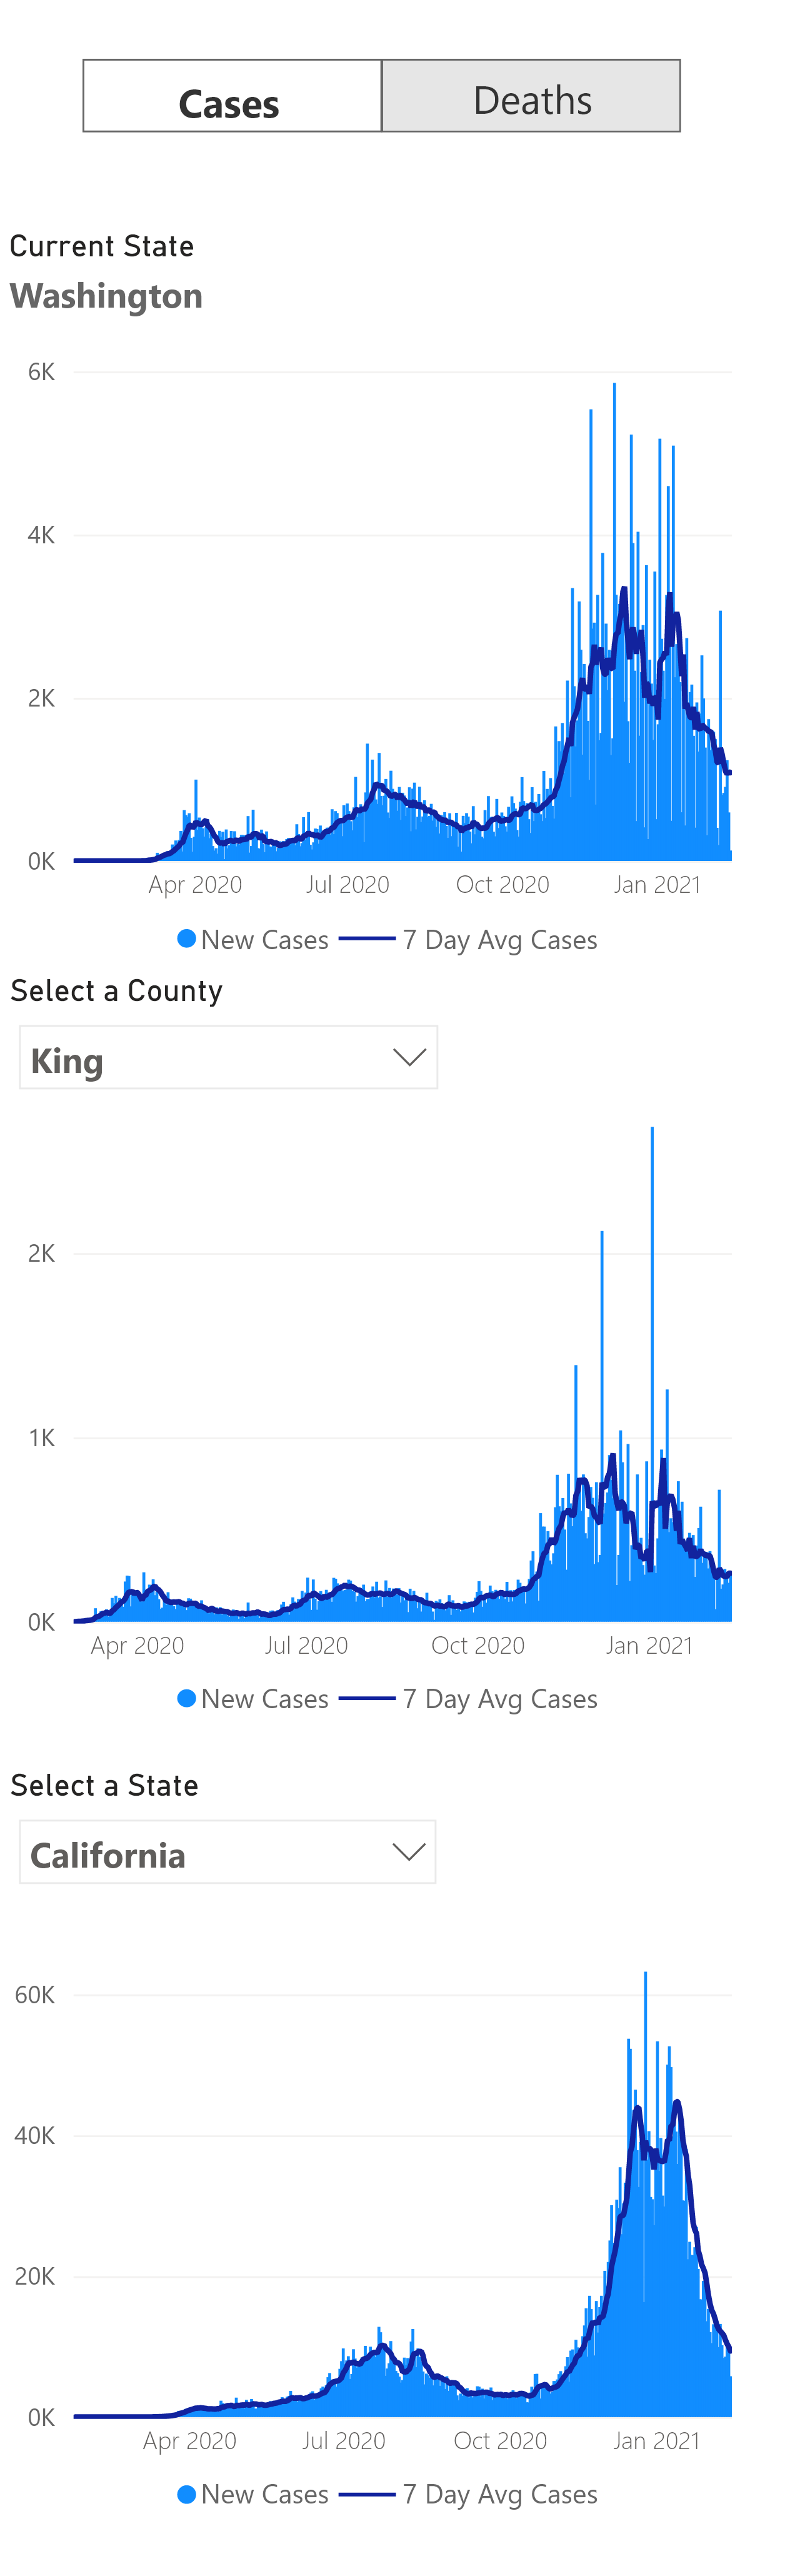 Cases Deaths
Current State
Washington
6K
4K
2K
0K
Apr 2020 Jul 2020 Oct 2020 Jan 2021
New Cases 7 Day Avg Cases
Select a County
King
2K
1K
0K
Apr 2020 Jul 2020 Oct 2020 Jan 2021
New Cases 7 Day Avg Cases
Select a State
California
60K
40K
20K
0K
Apr 2020 Jul 2020 Oct 2020 Jan 2021
New Cases 7 Day Avg Cases